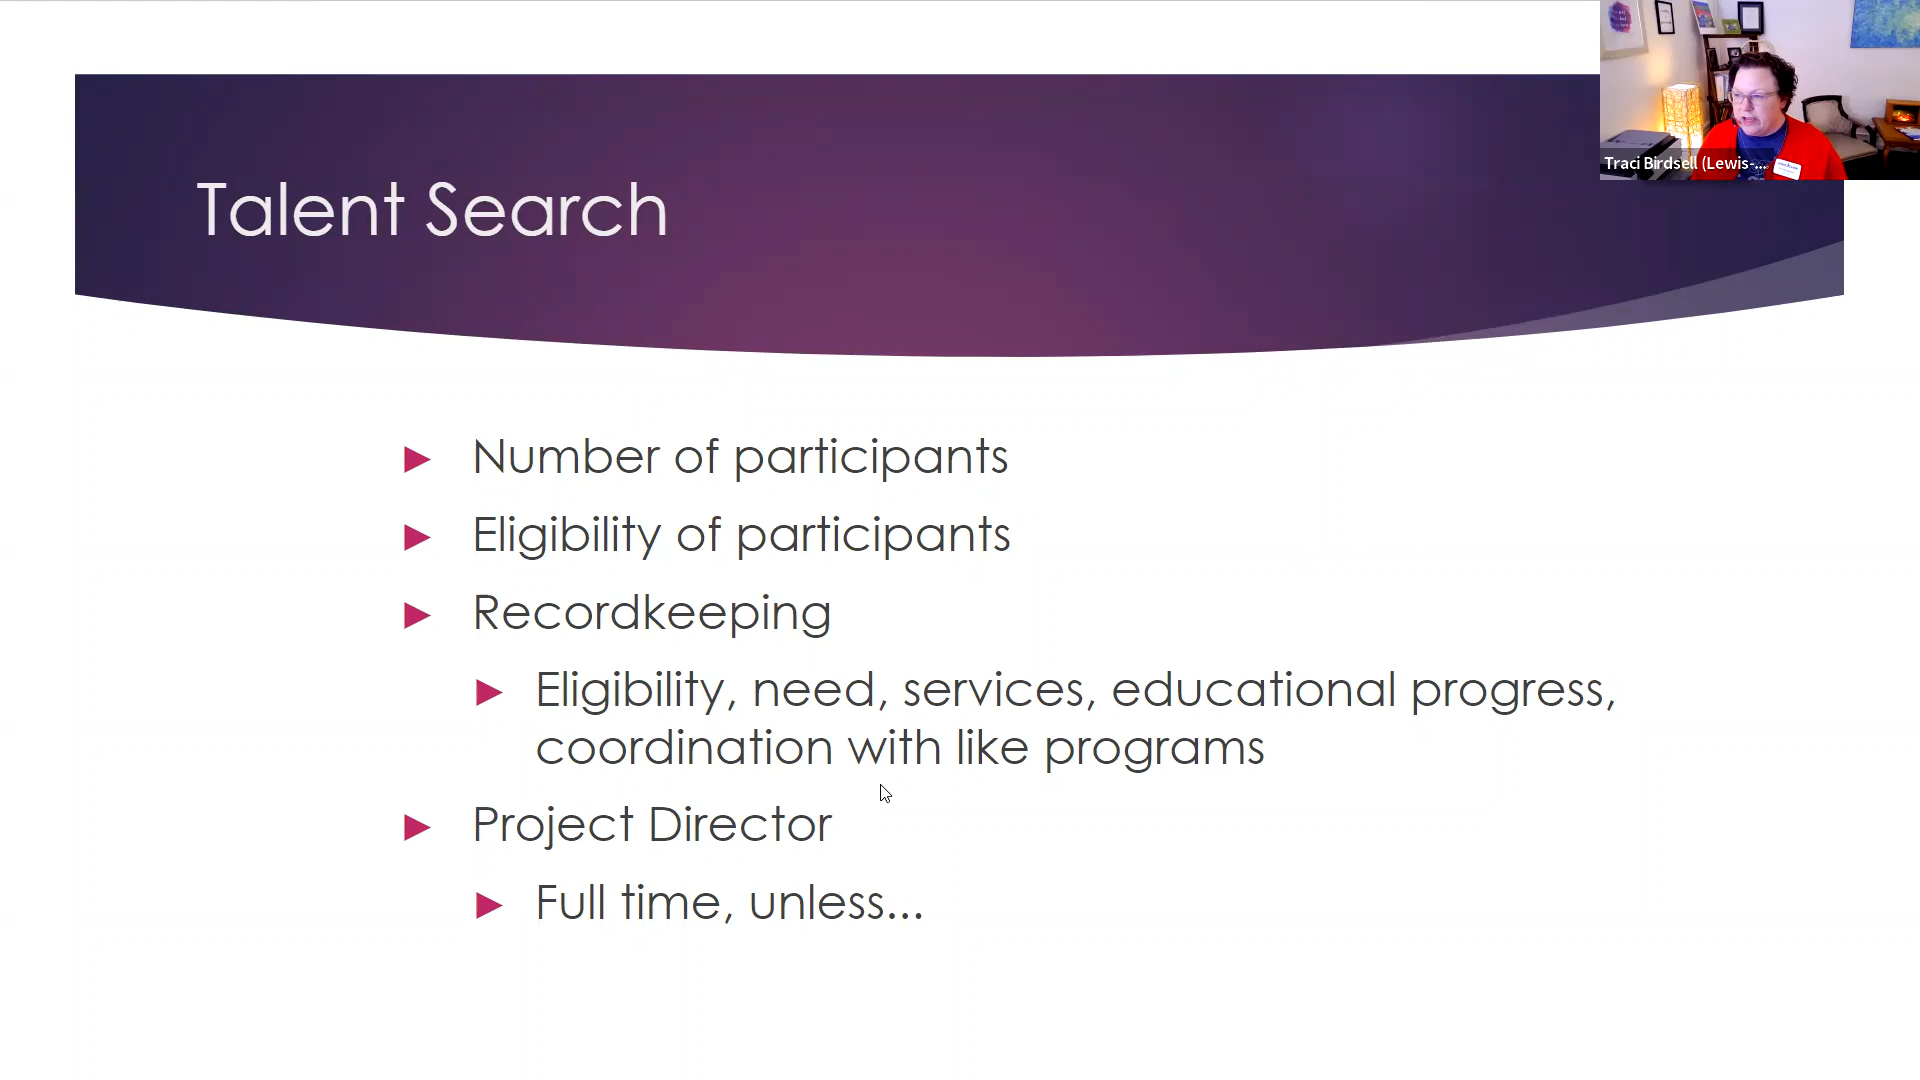 Traci Birdsell (Lewis-...
Talent Search
Number of participants
Eligibility of participants
Recordkeeping
Eligibility, need, services, educational progress,
coordination with like programs
Project Director
Full time, unless...